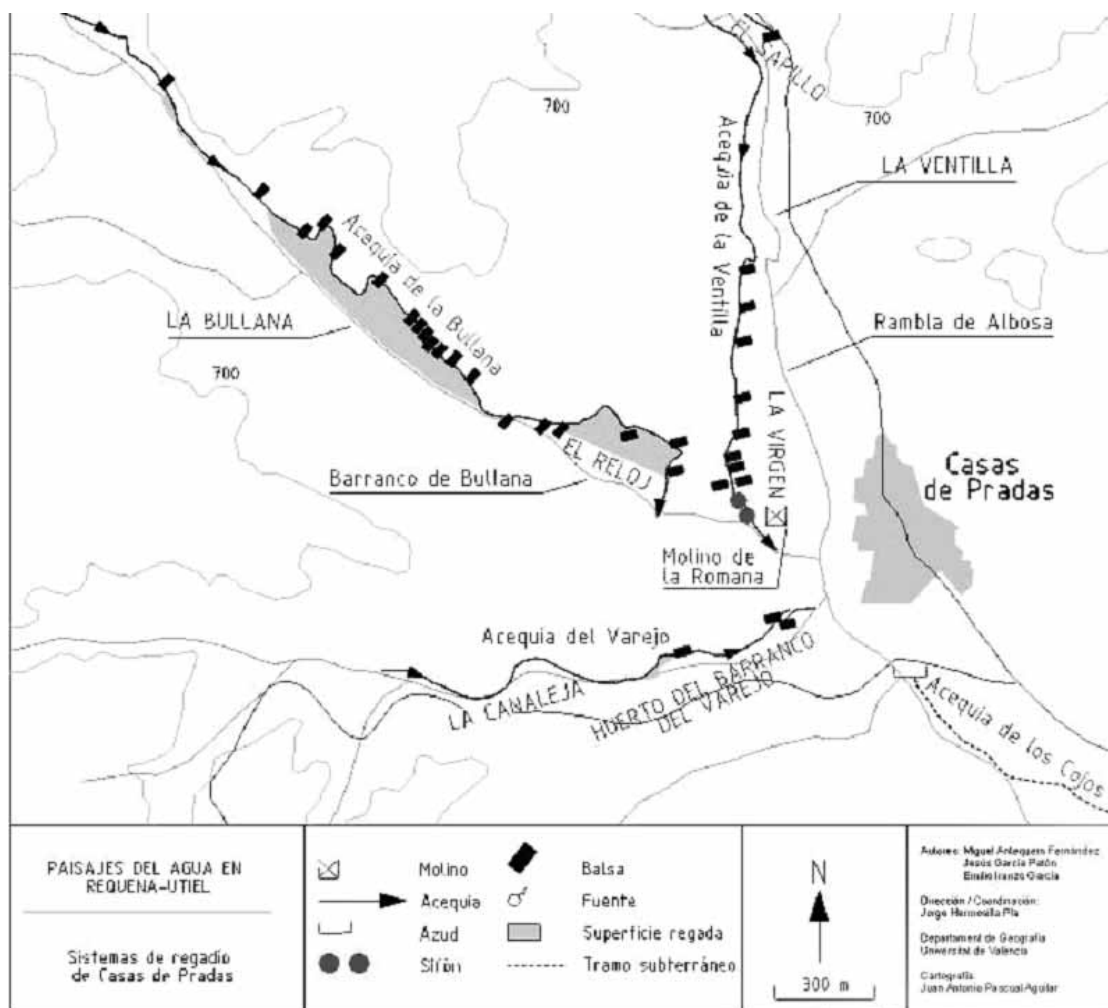 EL SAPILLO
700
700
Acequia de la Ventilla
LA VENTILLA
Acequia de la Bullana
LA BULLANA
Rambla de Albosa
700
LA VIRGEN
EL RELOJ
Casas
de Pradas
Barranco de Bullana
Molino de
la Romana
Acequia del Varejo
LA CANALEJA
HUERTO DEL BARRANCO
DEL VAREJO
Acequia de los Cojos
PAISAJES DEL AGUA EN
REQUENA-UTIEL
Sistemas de regadío
de Casas de Pradas
Molino
Acequia
Azud
Sifón
Balsa
Fuente
Superficie regada
Tramo subterráneo
N
300 m
Autores: Miguel Antequera Fernández
Jesús García Patón
Emilio Iranzo García
Dirección / Coordinación:
Jorge Hermosilla Pla
Departament de Geografía
Universitat de València
Cartografía:
Juan Antonio Pascual Aguilar